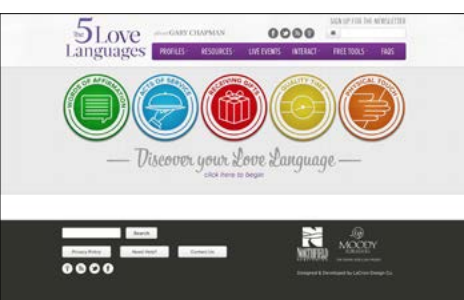 The 5 Love Languages
about GARY CHAPMAN
SIGN UP FOR THE NEWSLETTER
PROFILES RESOURCES LIVE EVENTS INTERACT FREE TOOLS FAQS
WORDS OF AFFIRMATION
ACTS OF SERVICE
RECEIVING GIFTS
QUALITY TIME
PHYSICAL TOUCH
Discover your Love Language
click here to begin
Search
Privacy Policy Need Help? Contact Us
NORTHFIELD
MOODY
Designed & Developed by LaCron Design Co.